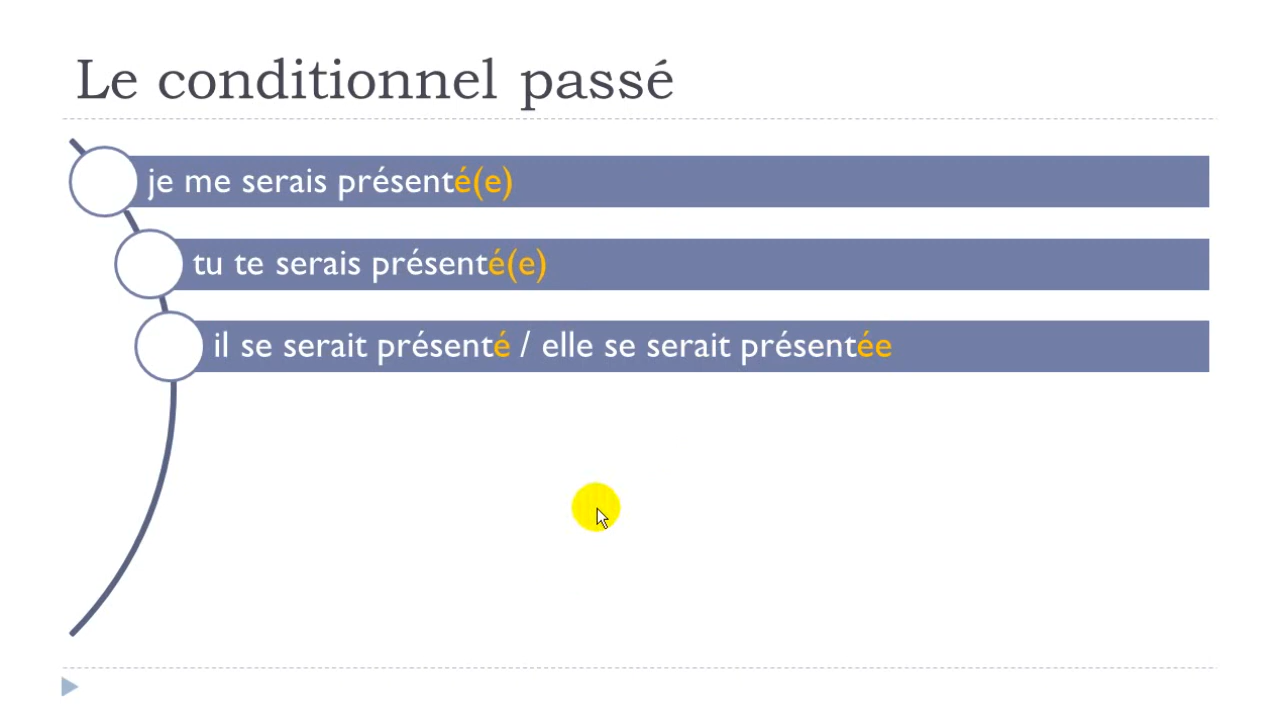 Le conditionnel passé
je me serais présenté(e)
tu te serais présenté(e)
il se serait présenté / elle se serait présentée